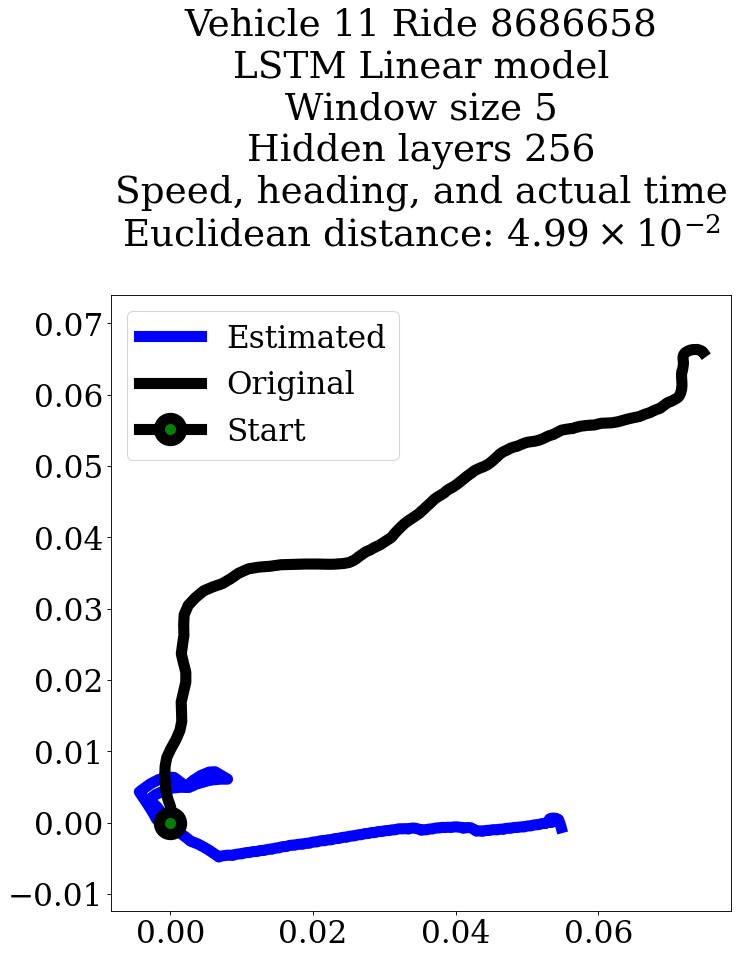 Vehicle 11 Ride 8686658
LSTM Linear model
Window size 5
Hidden layers 256
Speed, heading, and actual time
Euclidean distance: 4.99 × 10⁻²
Estimated
Original
Start
0.07
0.06
0.05
0.04
0.03
0.02
0.01
0.00
−0.01
0.00 0.02 0.04 0.06